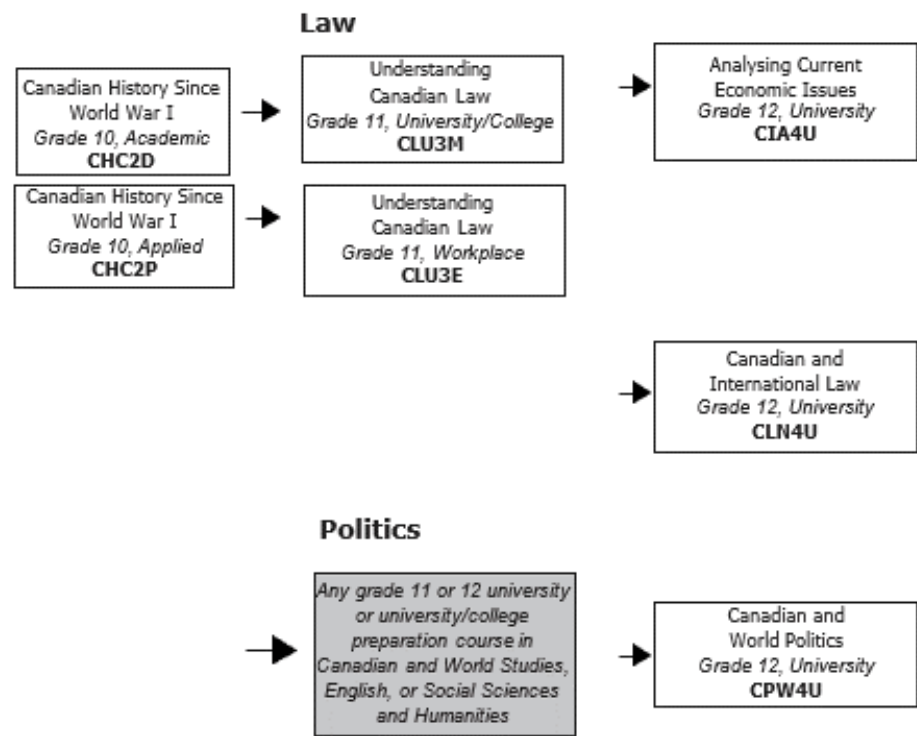 Law
Canadian History Since
World War I
Grade 10, Academic
CHC2D
Understanding
Canadian Law
Grade 11, University/College
CLU3M
Analysing Current
Economic Issues
Grade 12, University
CIA4U
Canadian History Since
World War I
Grade 10, Applied
CHC2P
Understanding
Canadian Law
Grade 11, Workplace
CLU3E
Canadian and
International Law
Grade 12, University
CLN4U
Politics
Any grade 11 or 12 university
or university/college
preparation course in
Canadian and World Studies,
English, or Social Sciences
and Humanities
Canadian and
World Politics
Grade 12, University
CPW4U